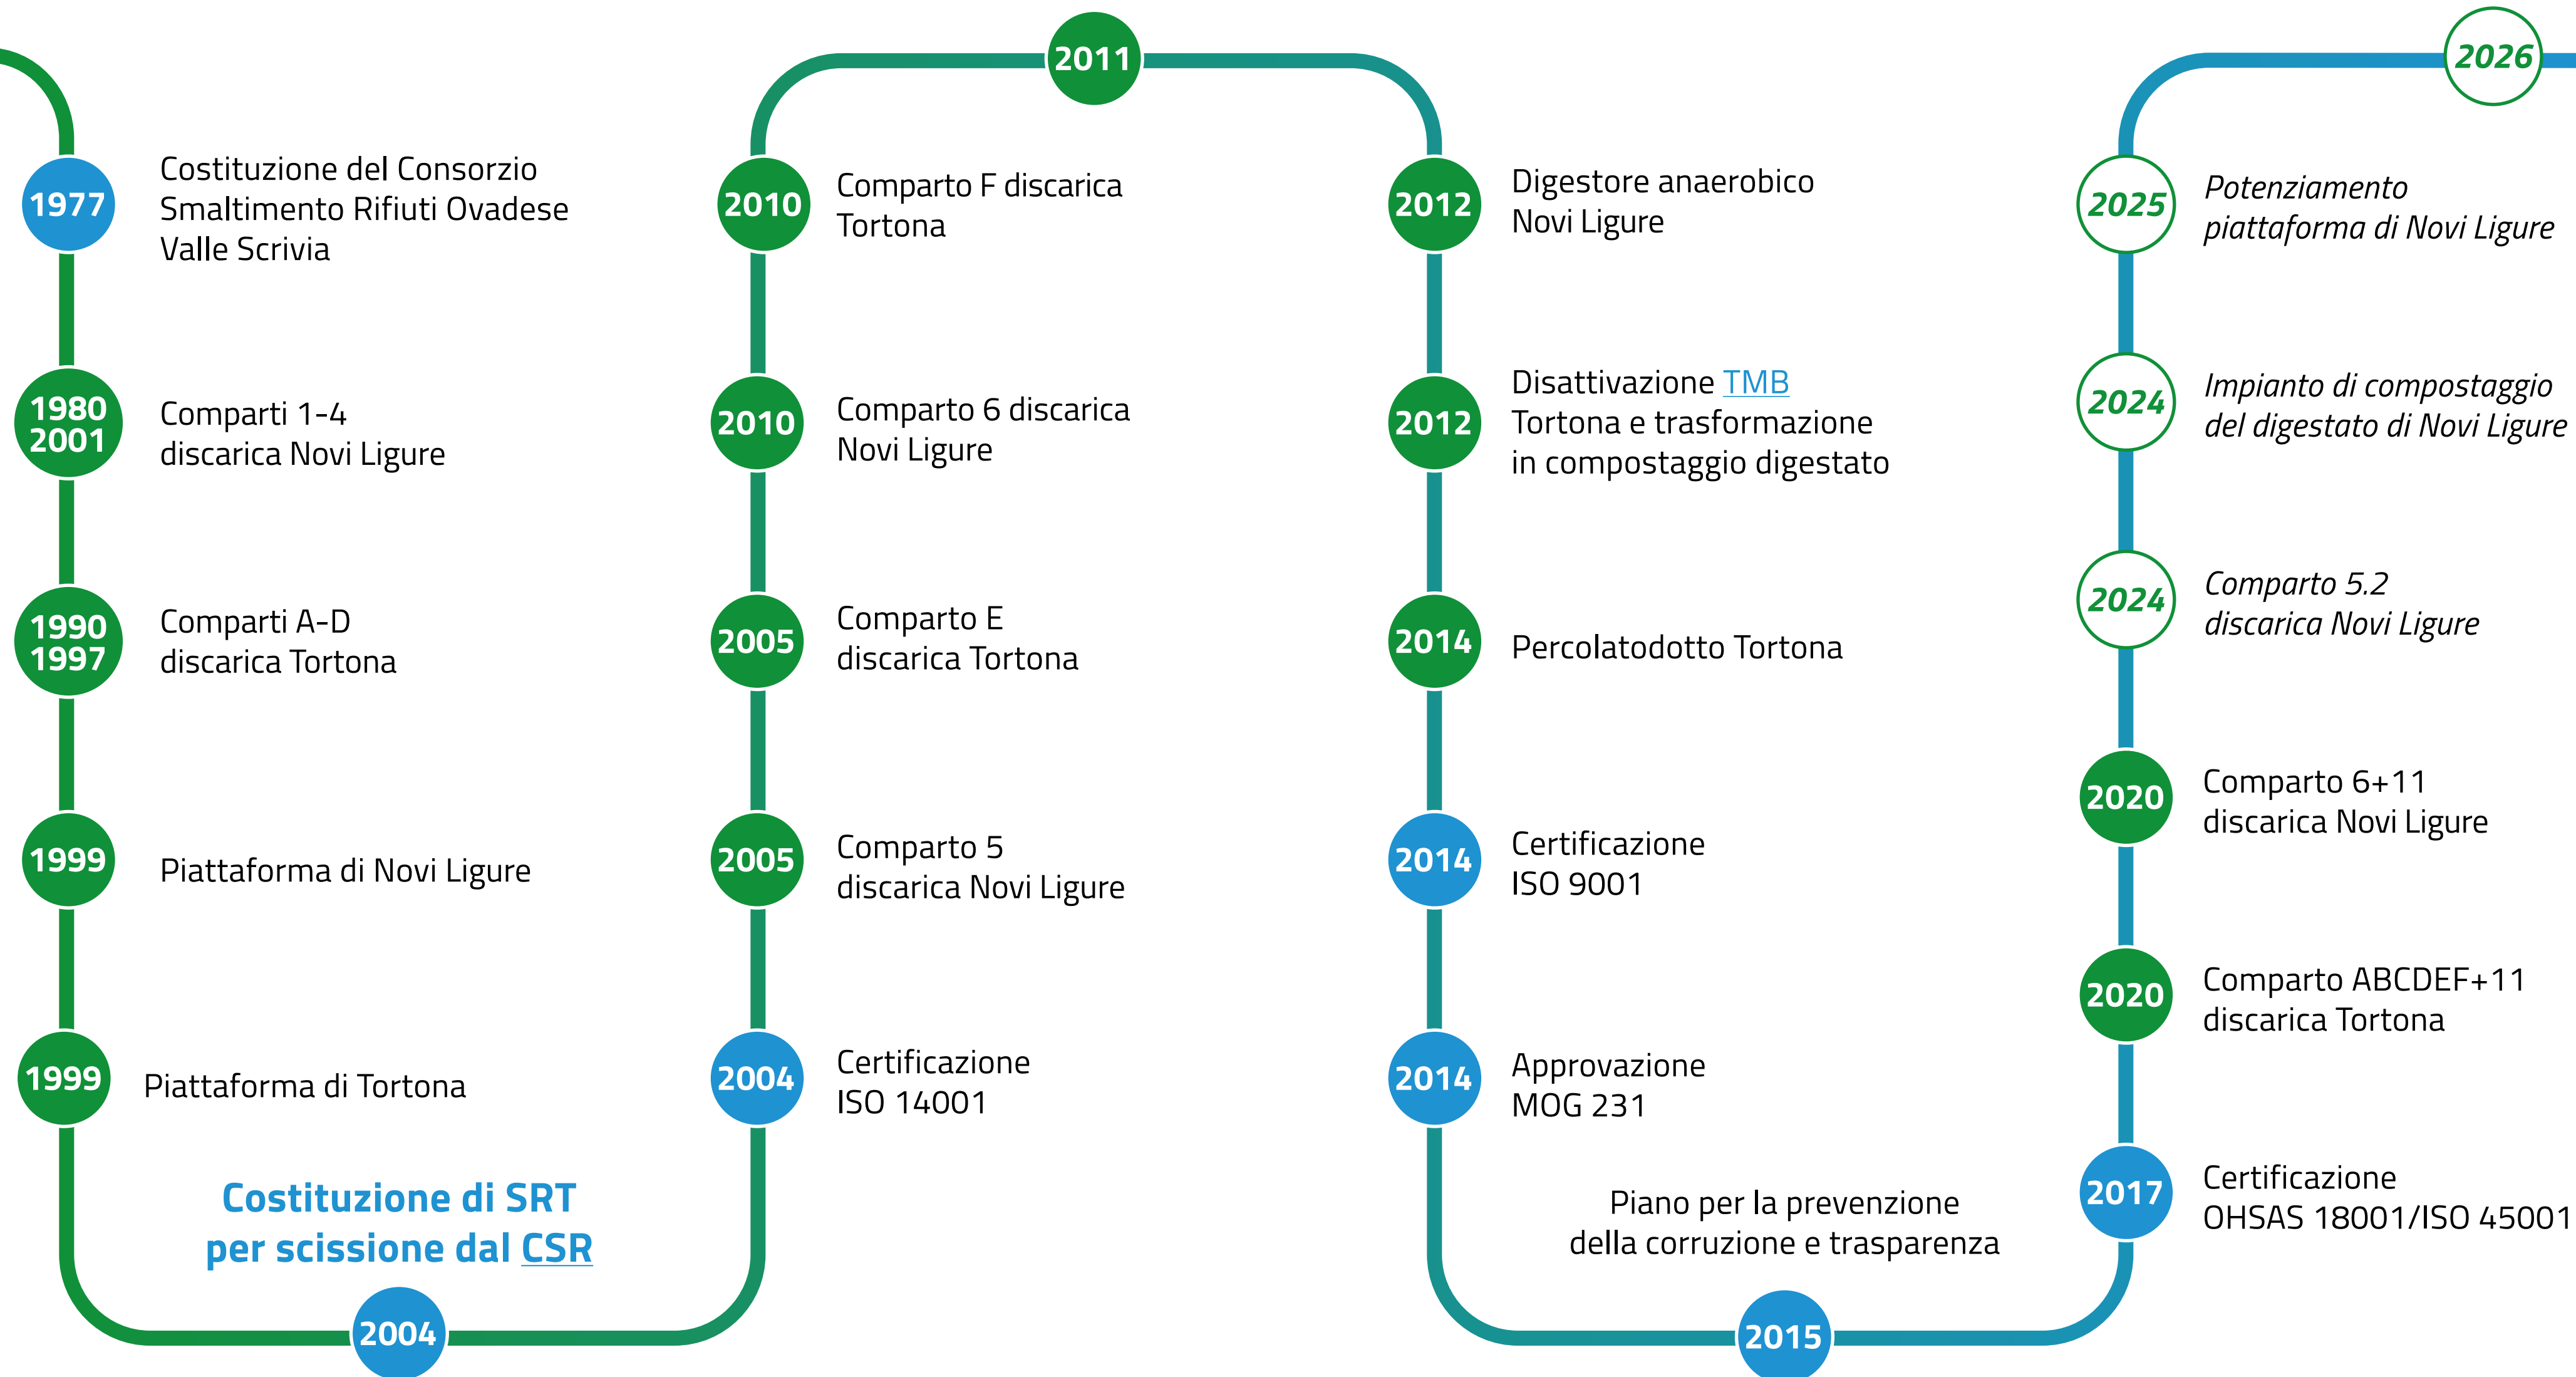 1977
Costituzione del Consorzio
Smaltimento Rifiuti Ovadese
Valle Scrivia
1980
2001
Comparti 1-4
discarica Novi Ligure
1990
1997
Comparti A-D
discarica Tortona
1999
Piattaforma di Novi Ligure
1999
Piattaforma di Tortona
Costituzione di SRT
per scissione dal CSR
2004
2004
Certificazione
ISO 14001
2005
Comparto 5
discarica Novi Ligure
2005
Comparto E
discarica Tortona
2010
Comparto 6 discarica
Novi Ligure
2010
Comparto F discarica
Tortona
2011
2012
Digestore anaerobico
Novi Ligure
2012
Disattivazione TMB
Tortona e trasformazione
in compostaggio digestato
2014
Percolatodotto Tortona
2014
Certificazione
ISO 9001
2014
Approvazione
MOG 231
Piano per la prevenzione
della corruzione e trasparenza
2015
2017
Certificazione
OHSAS 18001/ISO 45001
2020
Comparto ABCDEF+11
discarica Tortona
2020
Comparto 6+11
discarica Novi Ligure
2024
Comparto 5.2
discarica Novi Ligure
2024
Impianto di compostaggio
del digestato di Novi Ligure
2025
Potenziamento
piattaforma di Novi Ligure
2026